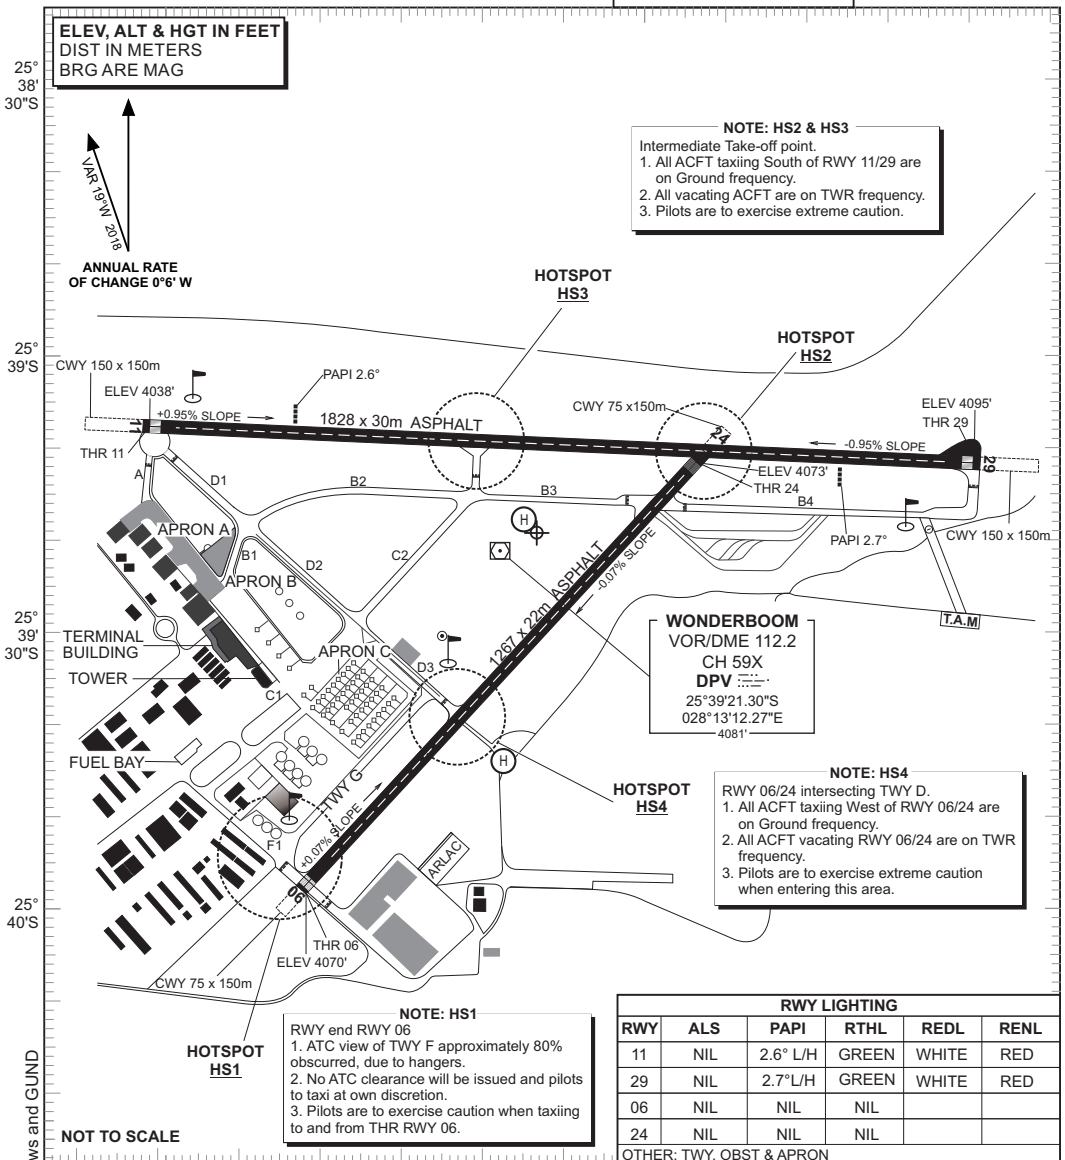 ELEV, ALT & HGT IN FEET
DIST IN METERS
BRG ARE MAG
25°
38'
30"S
VAR 19°W 2018
ANNUAL RATE
OF CHANGE 0°6' W
NOTE: HS2 & HS3
Intermediate Take-off point.
1. All ACFT taxiing South of RWY 11/29 are
on Ground frequency.
2. All vacating ACFT are on TWR frequency.
3. Pilots are to exercise extreme caution.
HOTSPOT
HS3
HOTSPOT
HS2
25°
39'S
CWY 150 x 150m
ELEV 4038'
PAPI 2.6°
+0.95% SLOPE
1828 x 30m ASPHALT
CWY 75 x150m
24
ELEV 4095'
THR 29
-0.95% SLOPE
11
THR 11
29
ELEV 4073'
THR 24
A
D1
B2
B3
B4
H
PAPI 2.7°
CWY 150 x 150m
APRON A
B1
D2
C2
APRON B
1267 x 22m ASPHALT
-0.07% SLOPE
T.A.M
25°
39'
30"S
TERMINAL
BUILDING
TOWER
APRON C
D3
C1
WONDERBOOM
VOR/DME 112.2
CH 59X
DPV
25°39'21.30"S
028°13'12.27"E
4081'
FUEL BAY
TWY G
H
HOTSPOT
HS4
NOTE: HS4
RWY 06/24 intersecting TWY D.
1. All ACFT taxiing West of RWY 06/24 are
on Ground frequency.
2. All ACFT vacating RWY 06/24 are on TWR
frequency.
3. Pilots are to exercise extreme caution
when entering this area.
F1
+0.07% SLOPE
ARLAC
06
25°
40'S
THR 06
ELEV 4070'
CWY 75 x 150m
HOTSPOT
HS1
NOTE: HS1
RWY end RWY 06
1. ATC view of TWY F approximately 80%
obscurred, due to hangers.
2. No ATC clearance will be issued and pilots
to taxi at own discretion.
3. Pilots are to exercise caution when taxiing
to and from THR RWY 06.
RWY LIGHTING
RWY ALS PAPI RTHL REDL RENL
11 NIL 2.6° L/H GREEN WHITE RED
29 NIL 2.7°L/H GREEN WHITE RED
06 NIL NIL NIL
24 NIL NIL NIL
OTHER: TWY, OBST & APRON
NOT TO SCALE
ws and GUND